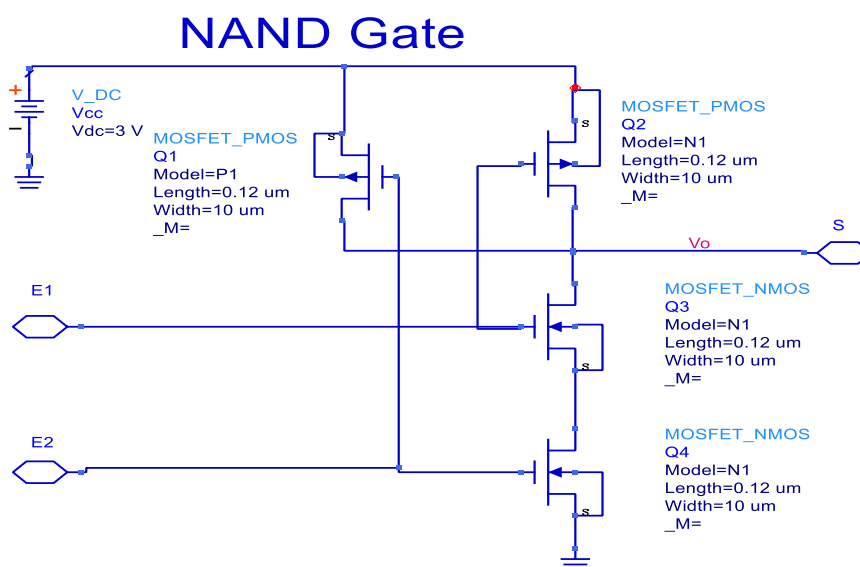 NAND Gate
+
V_DC
Vcc
Vdc=3 V
–
MOSFET_PMOS
Q1
Model=P1
Length=0.12 um
Width=10 um
_M=
s
MOSFET_PMOS
Q2
Model=N1
Length=0.12 um
Width=10 um
_M=
s
Vo
S
E1
MOSFET_NMOS
Q3
Model=N1
Length=0.12 um
Width=10 um
_M=
s
E2
MOSFET_NMOS
Q4
Model=N1
Length=0.12 um
Width=10 um
_M=
s